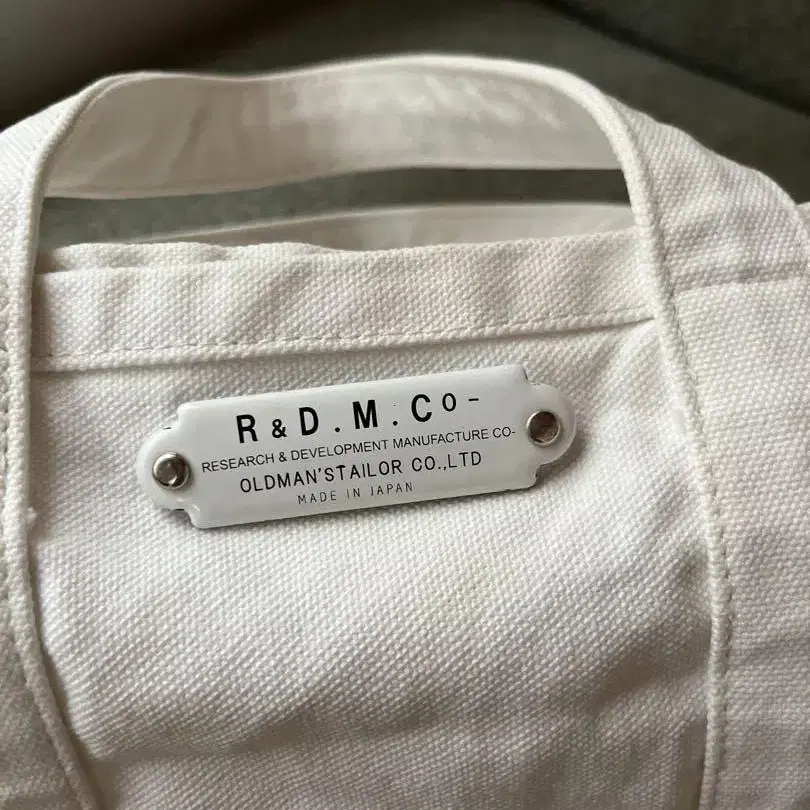 R & D.M.Co-
RESEARCH & DEVELOPMENT MANUFACTURE CO-
OLDMAN'STAILOR CO.,LTD
MADE IN JAPAN